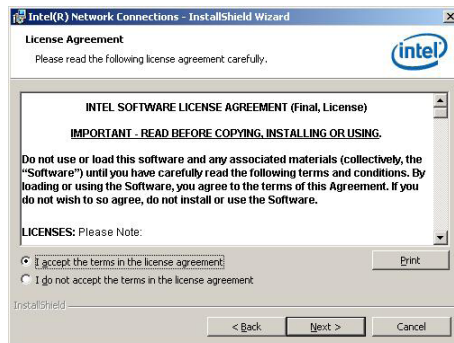 Intel(R) Network Connections - InstallShield Wizard
License Agreement
Please read the following license agreement carefully.
intel
INTEL SOFTWARE LICENSE AGREEMENT (Final, License)
IMPORTANT - READ BEFORE COPYING, INSTALLING OR USING.
Do not use or load this software and any associated materials (collectively, the
“Software”) until you have carefully read the following terms and conditions. By
loading or using the Software, you agree to the terms of this Agreement. If you
do not wish to so agree, do not install or use the Software.
LICENSES: Please Note:
I accept the terms in the license agreement
Print
I do not accept the terms in the license agreement
InstallShield
< Back
Next >
Cancel